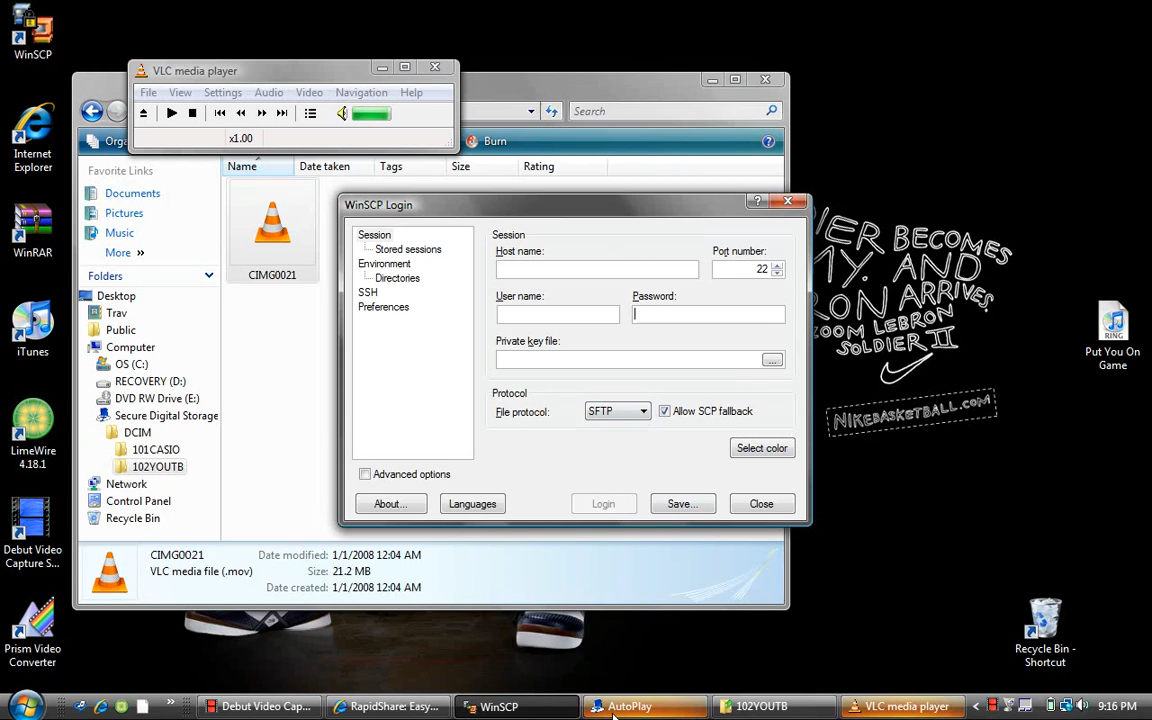 WinSCP
Internet
Explorer
WinRAR
iTunes
LimeWire
4.18.1
Debut Video
Capture S...
Prism Video
Converter
VLC media player
File View Settings Audio Video Navigation Help
x1.00
Search
Orga
Burn
Favorite Links
Documents
Pictures
Music
More »
Folders
Desktop
Trav
Public
Computer
OS (C:)
RECOVERY (D:)
DVD RW Drive (E:)
Secure Digital Storage
DCIM
101CASIO
102YOUTB
Network
Control Panel
Recycle Bin
Name Date taken Tags Size Rating
CIMG0021
WinSCP Login
Session
Stored sessions
Environment
Directories
SSH
Preferences
Session
Host name: Port number:
22
User name: Password:
Private key file:
...
Protocol
File protocol: SFTP Allow SCP fallback
Select color
Advanced options
About... Languages Login Save... Close
CIMG0021 Date modified: 1/1/2008 12:04 AM
VLC media file (.mov) Size: 21.2 MB
Date created: 1/1/2008 12:04 AM
BECOMES
AND
ARRIVES.
ZOOM LEBRON
SOLDIER II
NIKEBASKETBALL.COM
RING
Put You On
Game
Recycle Bin -
Shortcut
Debut Video Cap... RapidShare: Easy... WinSCP AutoPlay 102YOUTB VLC media player 9:16 PM